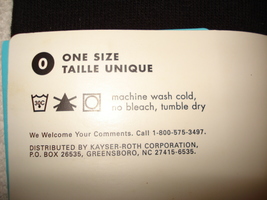 O ONE SIZE
TAILLE UNIQUE
machine wash cold,
no bleach, tumble dry
We Welcome Your Comments. Call 1-800-575-3497.
DISTRIBUTED BY KAYSER-ROTH CORPORATION,
P.O. BOX 26535, GREENSBORO, NC 27415-6535.